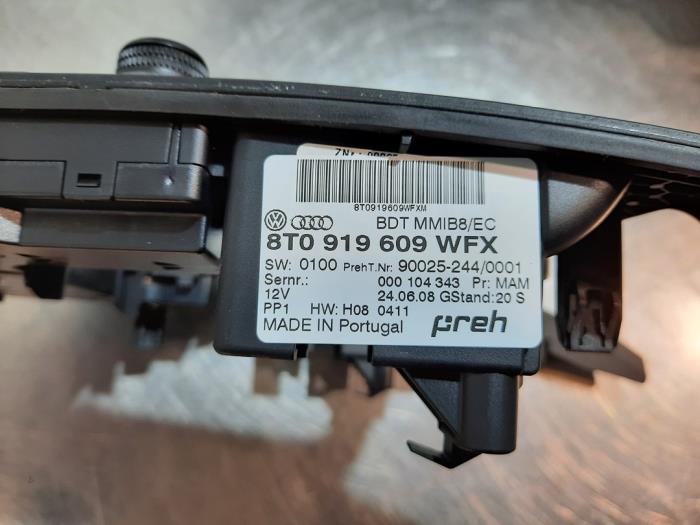 8T0919609WFXM
BDT MMIB8/EC
8T0 919 609 WFX
SW: 0100 PrehT.Nr: 90025-244/0001
Sernr.: 000 104 343 Pr: MAM
12V 24.06.08 GStand: 20 S
PP1 HW: H08 0411
MADE IN Portugal preh